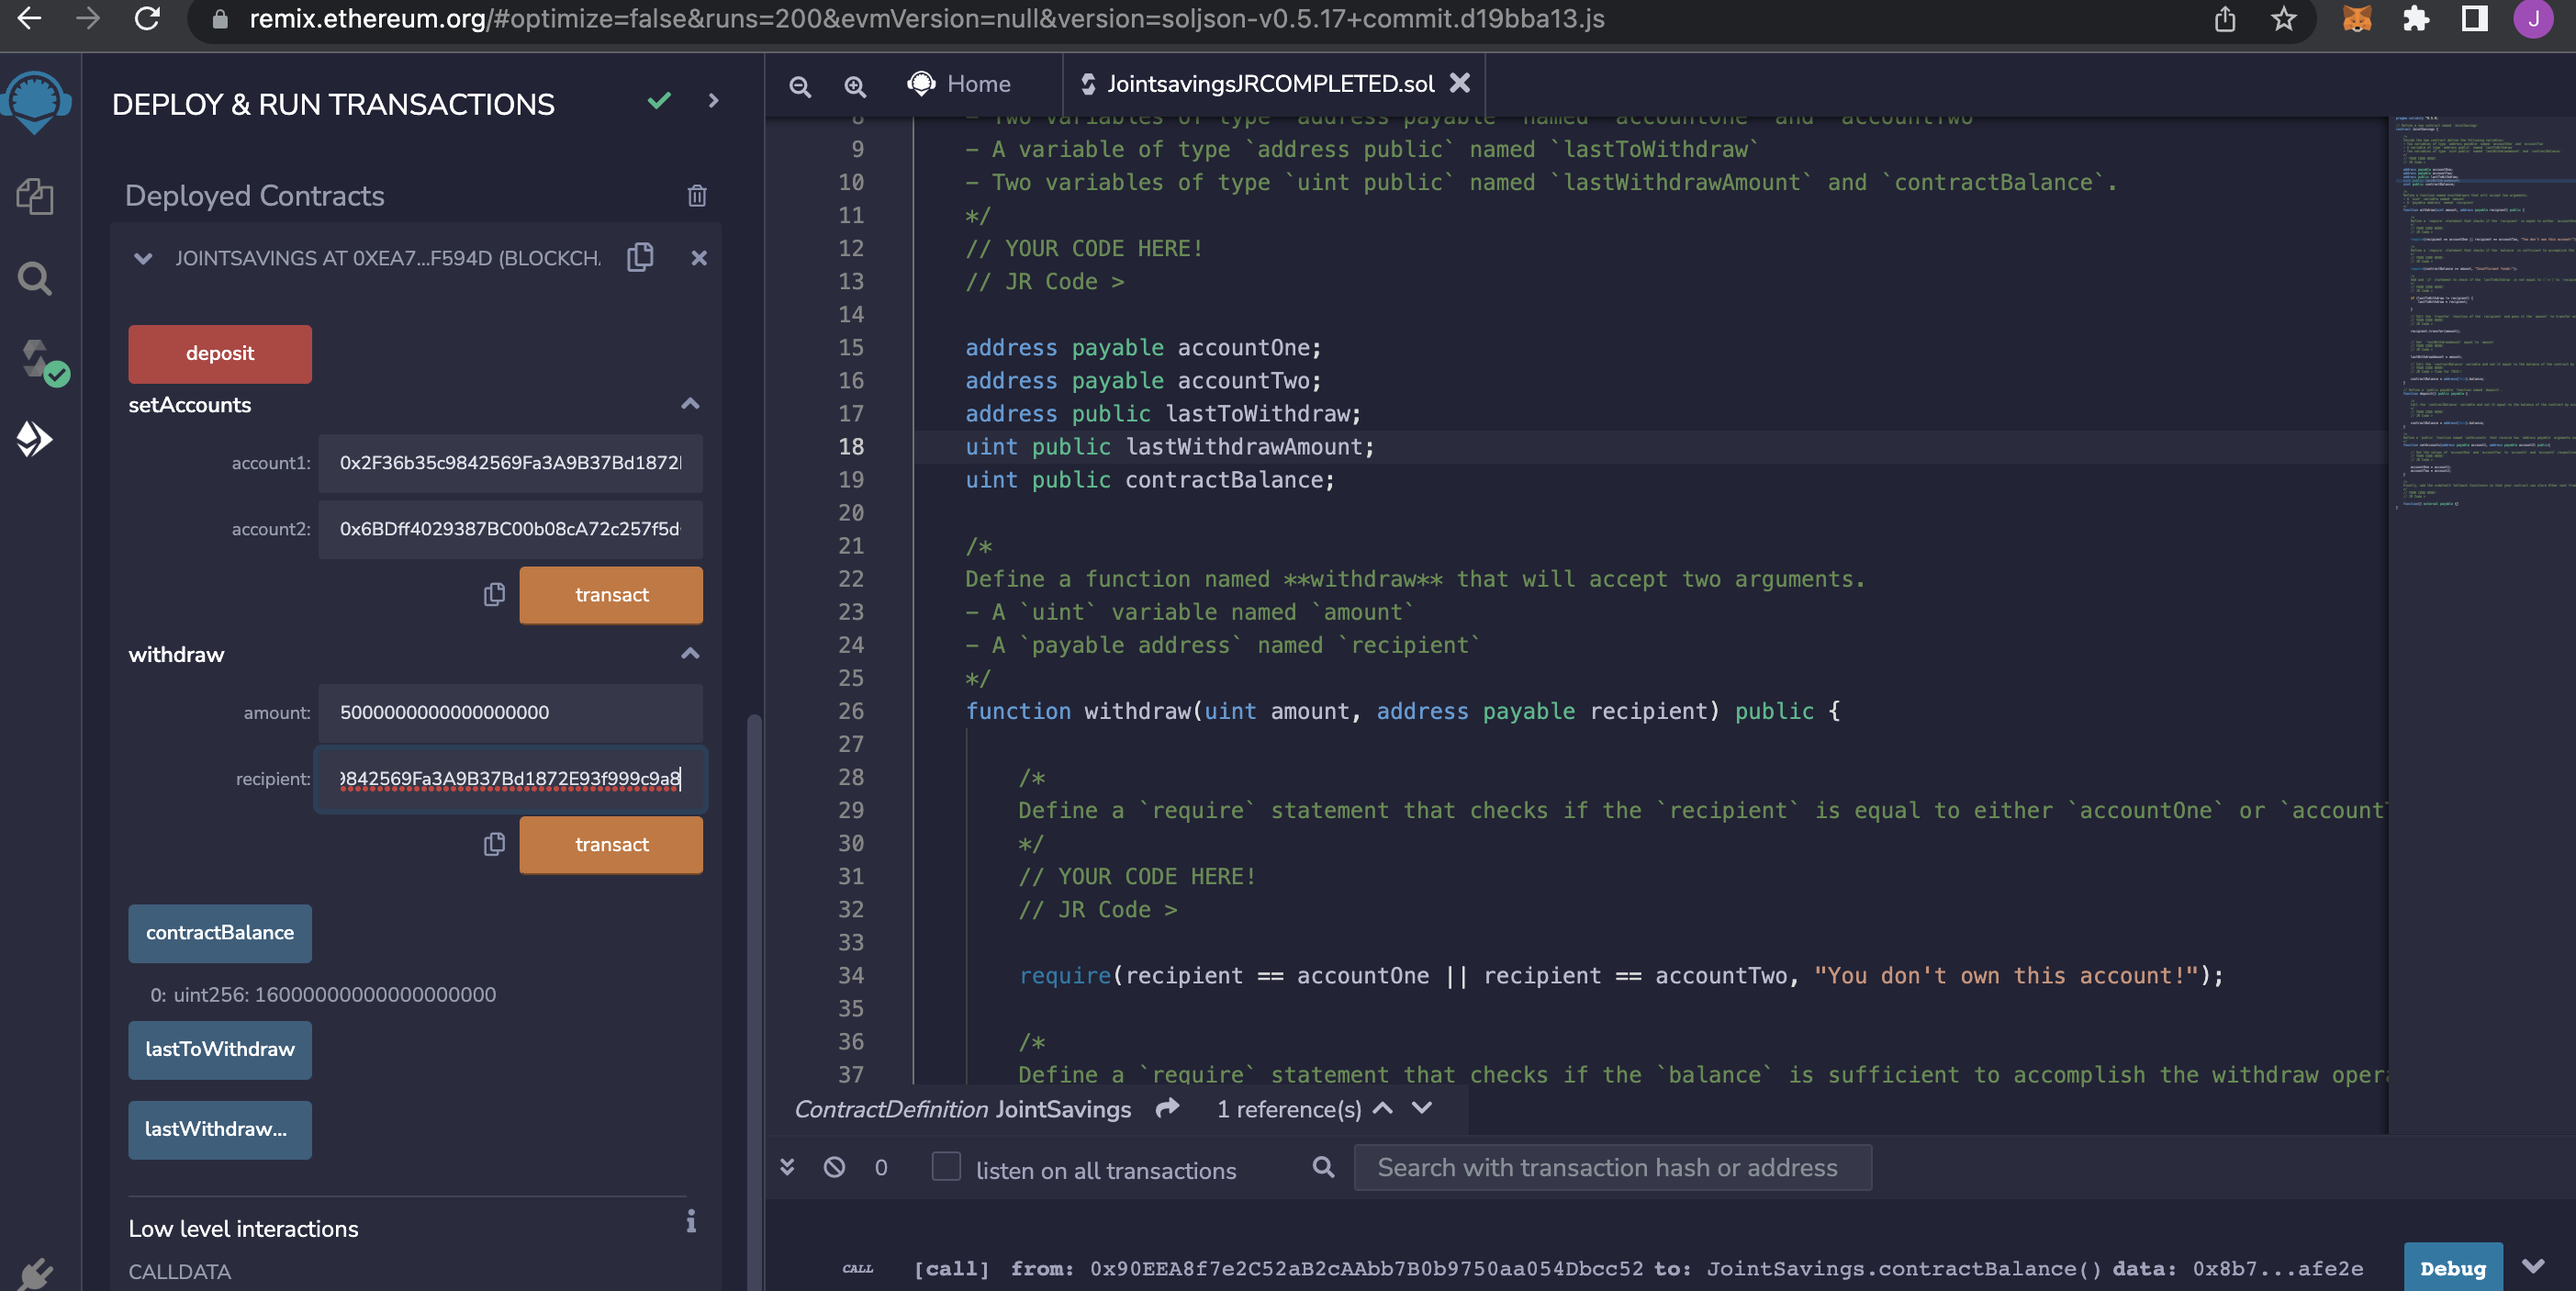 remix.ethereum.org/#optimize=false&runs=200&evmVersion=null&version=soljson-v0.5.17+commit.d19bba13.js
J
DEPLOY & RUN TRANSACTIONS
Deployed Contracts
JOINTSAVINGS AT 0XEA7...F594D (BLOCKCH
deposit
setAccounts
account1: 0x2F36b35c9842569Fa3A9B37Bd1872
account2: 0x6BDff4029387BC00b08cA72c257f5d
transact
withdraw
amount: 5000000000000000000
recipient: 9842569Fa3A9B37Bd1872E93f999c9a8
transact
contractBalance
0: uint256: 16000000000000000000
lastToWithdraw
lastWithdraw...
Low level interactions
i
CALLDATA
Home
JointsavingsJRCOMPLETED.sol
8 - Two variables of type `address payable` named `accountOne` and `accountTwo`
9 - A variable of type `address public` named `lastToWithdraw`
10 - Two variables of type `uint public` named `lastWithdrawAmount` and `contractBalance`.
11 */
12 // YOUR CODE HERE!
13 // JR Code >
14
15 address payable accountOne;
16 address payable accountTwo;
17 address public lastToWithdraw;
18 uint public lastWithdrawAmount;
19 uint public contractBalance;
20
21 /*
22 Define a function named **withdraw** that will accept two arguments.
23 - A `uint` variable named `amount`
24 - A `payable address` named `recipient`
25 */
26 function withdraw(uint amount, address payable recipient) public {
27
28 /*
29 Define a `require` statement that checks if the `recipient` is equal to either `accountOne` or `account
30 */
31 // YOUR CODE HERE!
32 // JR Code >
33
34 require(recipient == accountOne || recipient == accountTwo, "You don't own this account!");
35
36 /*
37 Define a `require` statement that checks if the `balance` is sufficient to accomplish the withdraw oper
ContractDefinition JointSavings 1 reference(s)
0 listen on all transactions Search with transaction hash or address
CALL [call] from: 0x90EEA8f7e2C52aB2cAAbb7B0b9750aa054Dbcc52 to: JointSavings.contractBalance() data: 0x8b7...afe2e Debug